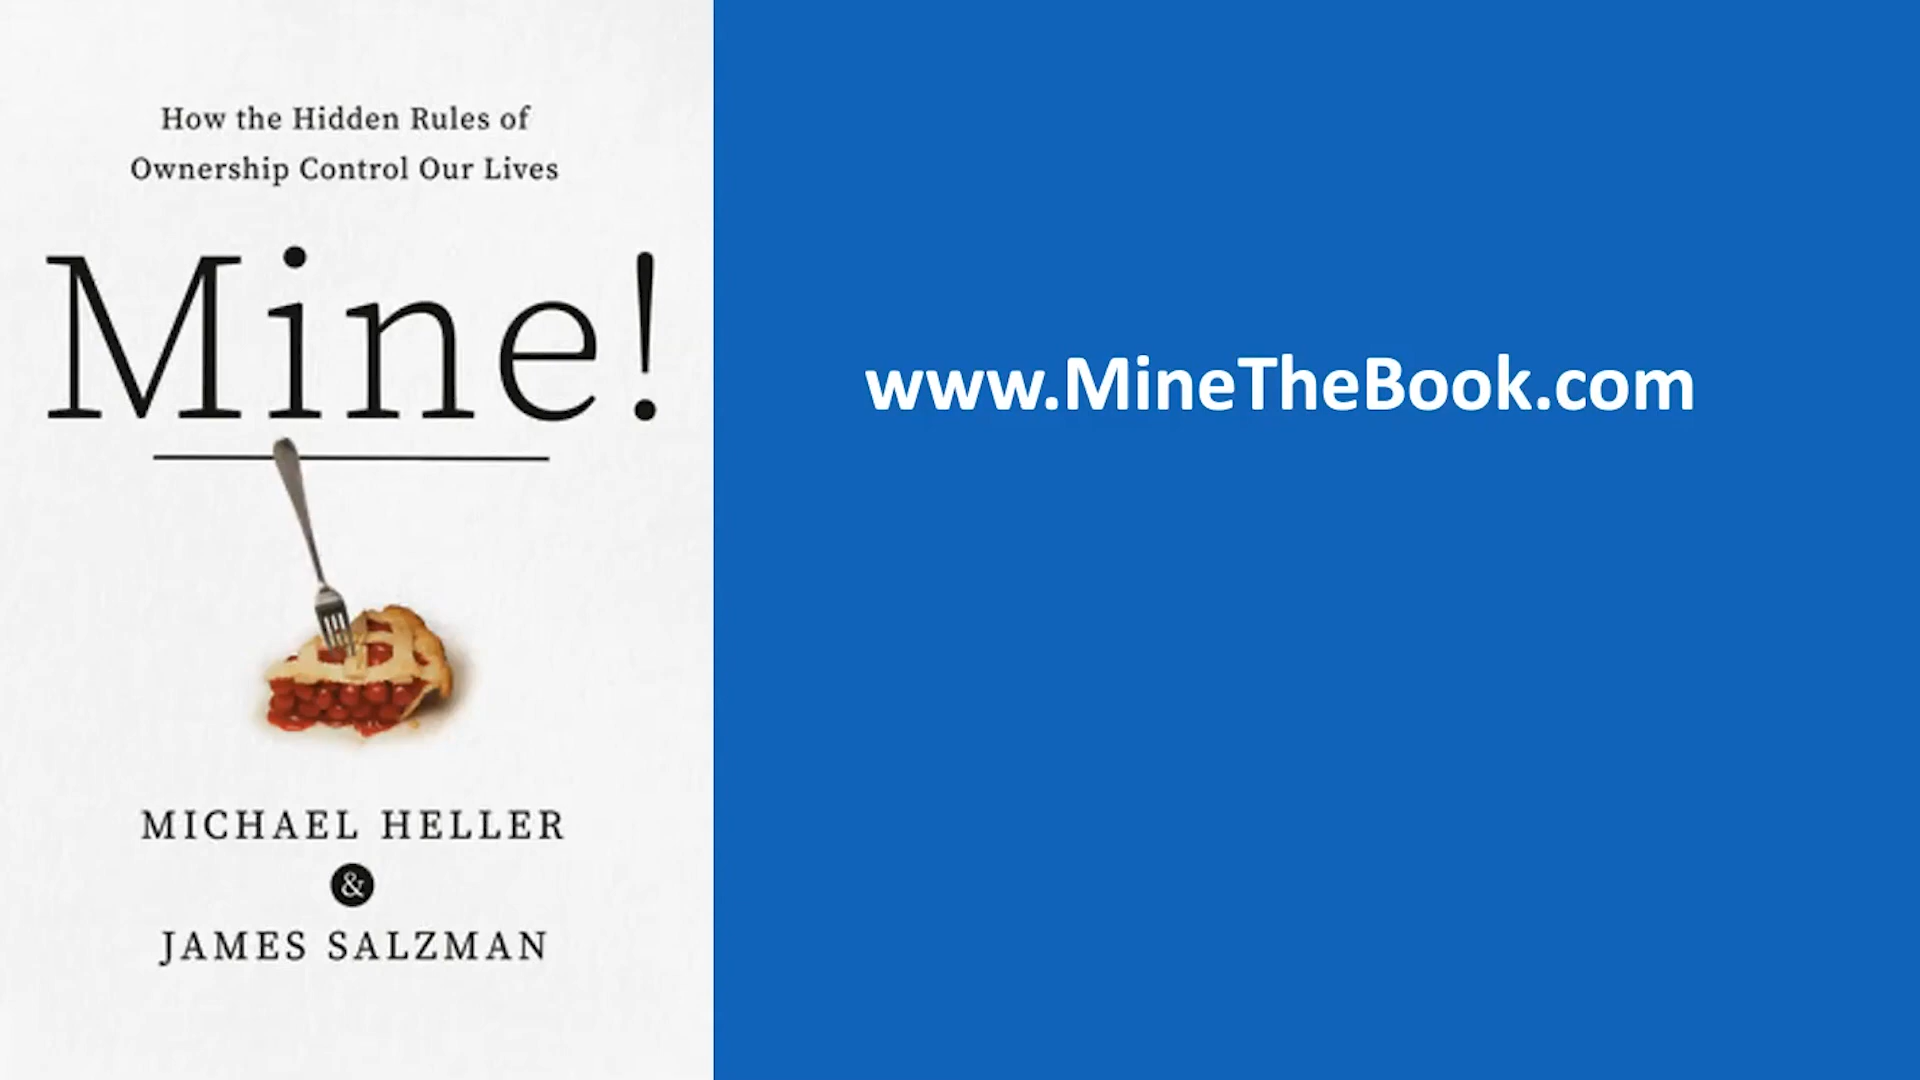 How the Hidden Rules of
Ownership Control Our Lives
Mine!
MICHAEL HELLER
&
JAMES SALZMAN
www.MineTheBook.com